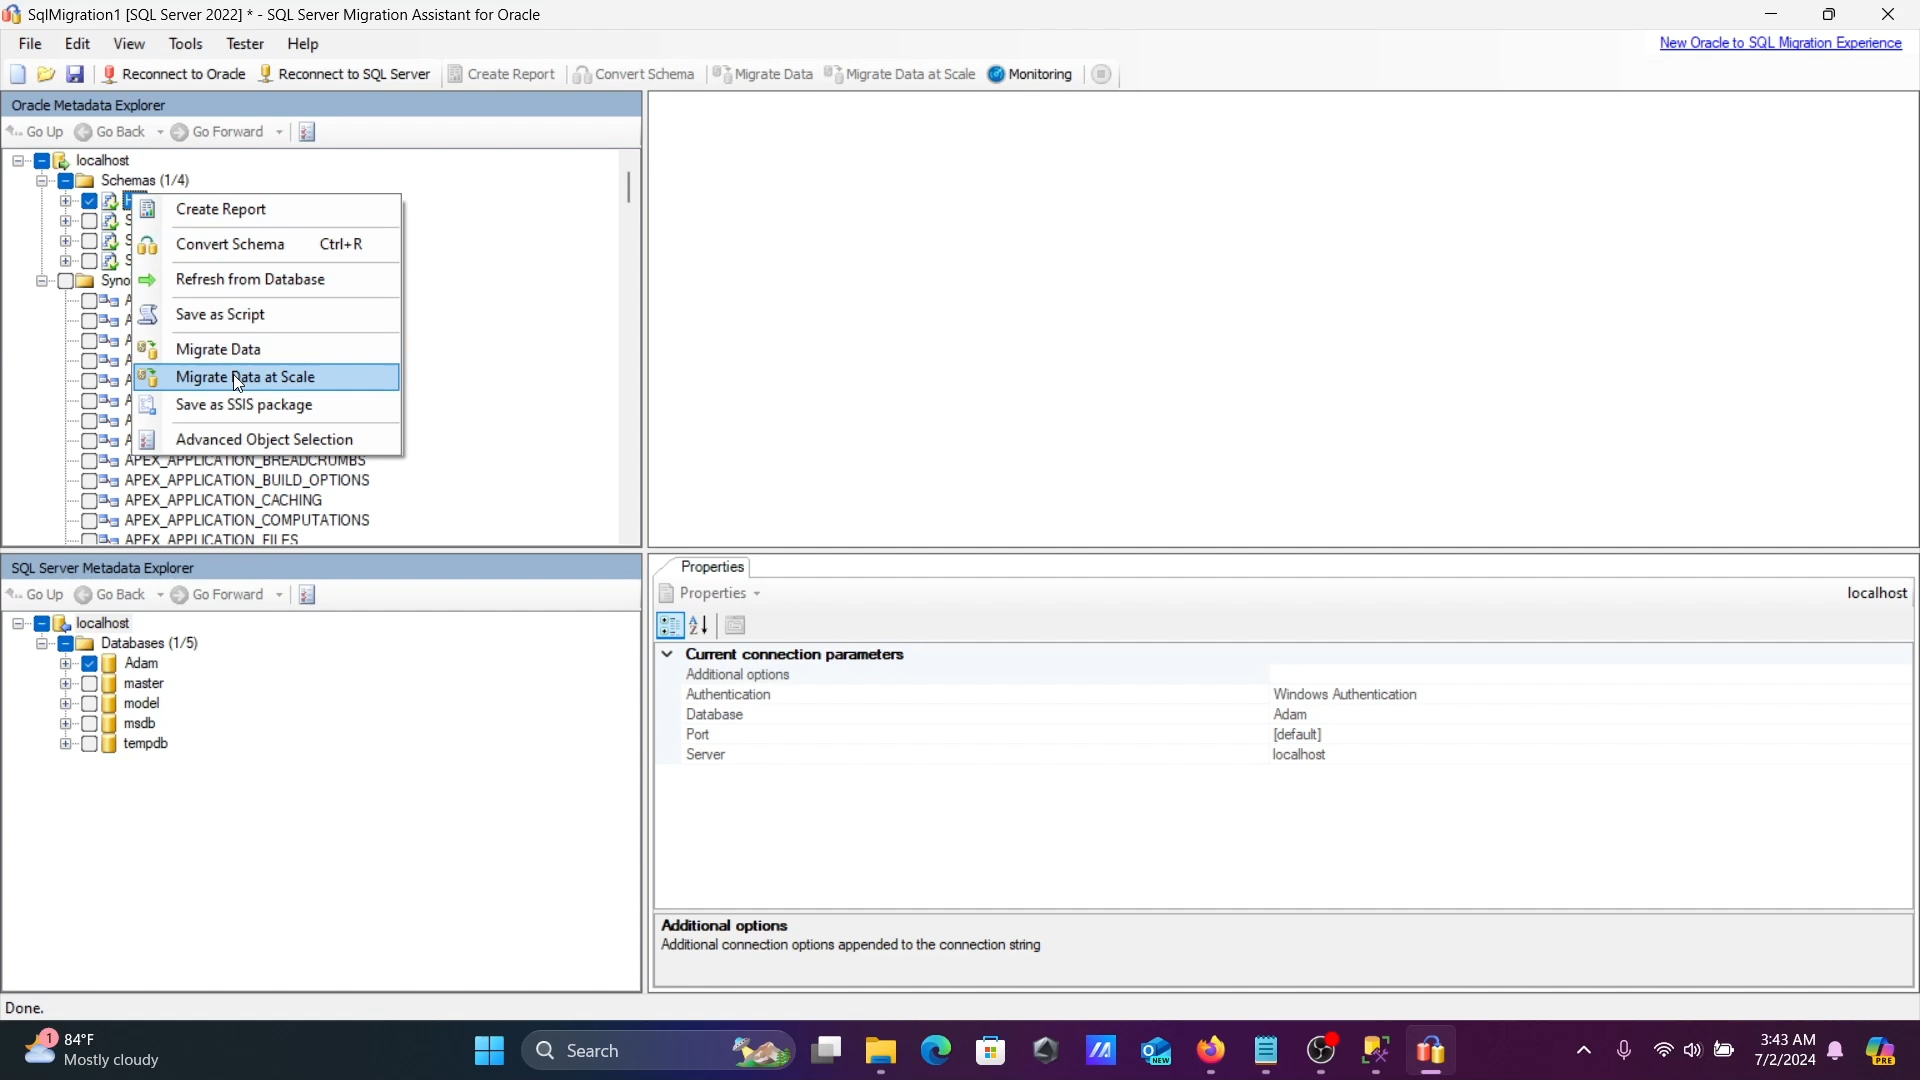 SqlMigration1 [SQL Server 2022] * - SQL Server Migration Assistant for Oracle
File Edit View Tools Tester Help
New Oracle to SQL Migration Experience
Reconnect to Oracle Reconnect to SQL Server Create Report Convert Schema Migrate Data Migrate Data at Scale Monitoring
Oracle Metadata Explorer
Go Up Go Back Go Forward
localhost
Schemas (1/4)
Create Report
Convert Schema Ctrl+R
Refresh from Database
Save as Script
Migrate Data
Migrate Data at Scale
Save as SSIS package
Advanced Object Selection
APEX_APPLICATION_BREADCRUMBS
APEX_APPLICATION_BUILD_OPTIONS
APEX_APPLICATION_CACHING
APEX_APPLICATION_COMPUTATIONS
APEX_APPLICATION_FILES
SQL Server Metadata Explorer
Go Up Go Back Go Forward
localhost
Databases (1/5)
Adam
master
model
msdb
tempdb
Properties
Properties localhost
Current connection parameters
Additional options
Authentication Windows Authentication
Database Adam
Port [default]
Server localhost
Additional options
Additional connection options appended to the connection string
Done.
1 84°F
Mostly cloudy
Search
NEW
3:43 AM
7/2/2024
PRE